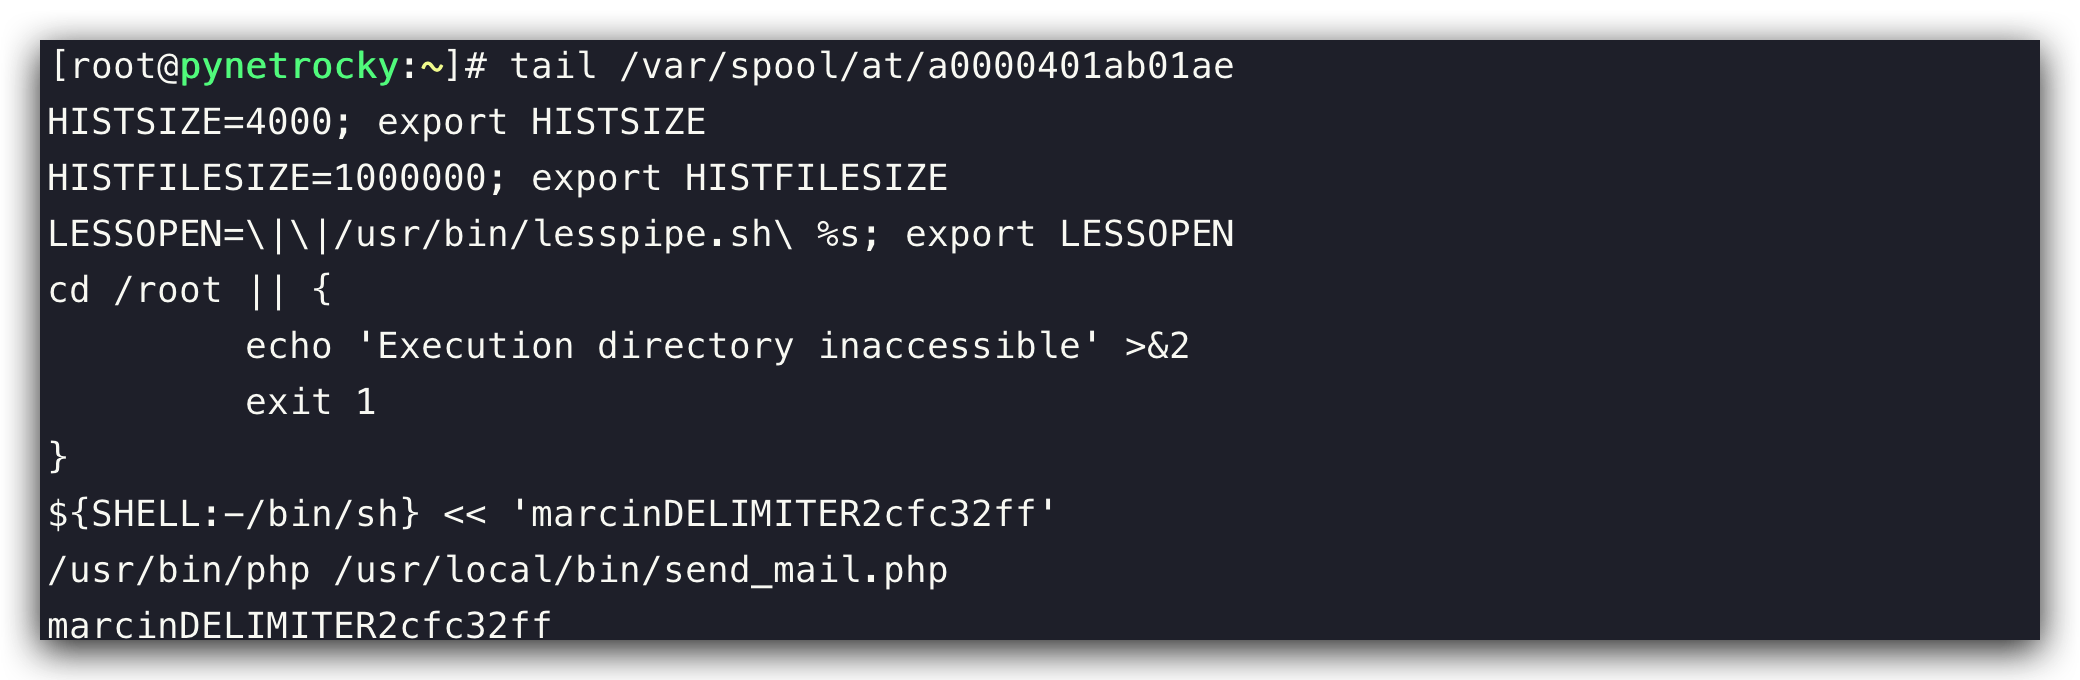 [root@pynetrocky:~]# tail /var/spool/at/a0000401ab01ae
HISTSIZE=4000; export HISTSIZE
HISTFILESIZE=1000000; export HISTFILESIZE
LESSOPEN=\|\|/usr/bin/lesspipe.sh\ %s; export LESSOPEN
cd /root || {
         echo 'Execution directory inaccessible' >&2
         exit 1
}
${SHELL:-/bin/sh} << 'marcinDELIMITER2cfc32ff'
/usr/bin/php /usr/local/bin/send_mail.php
marcinDELIMITER2cfc32ff